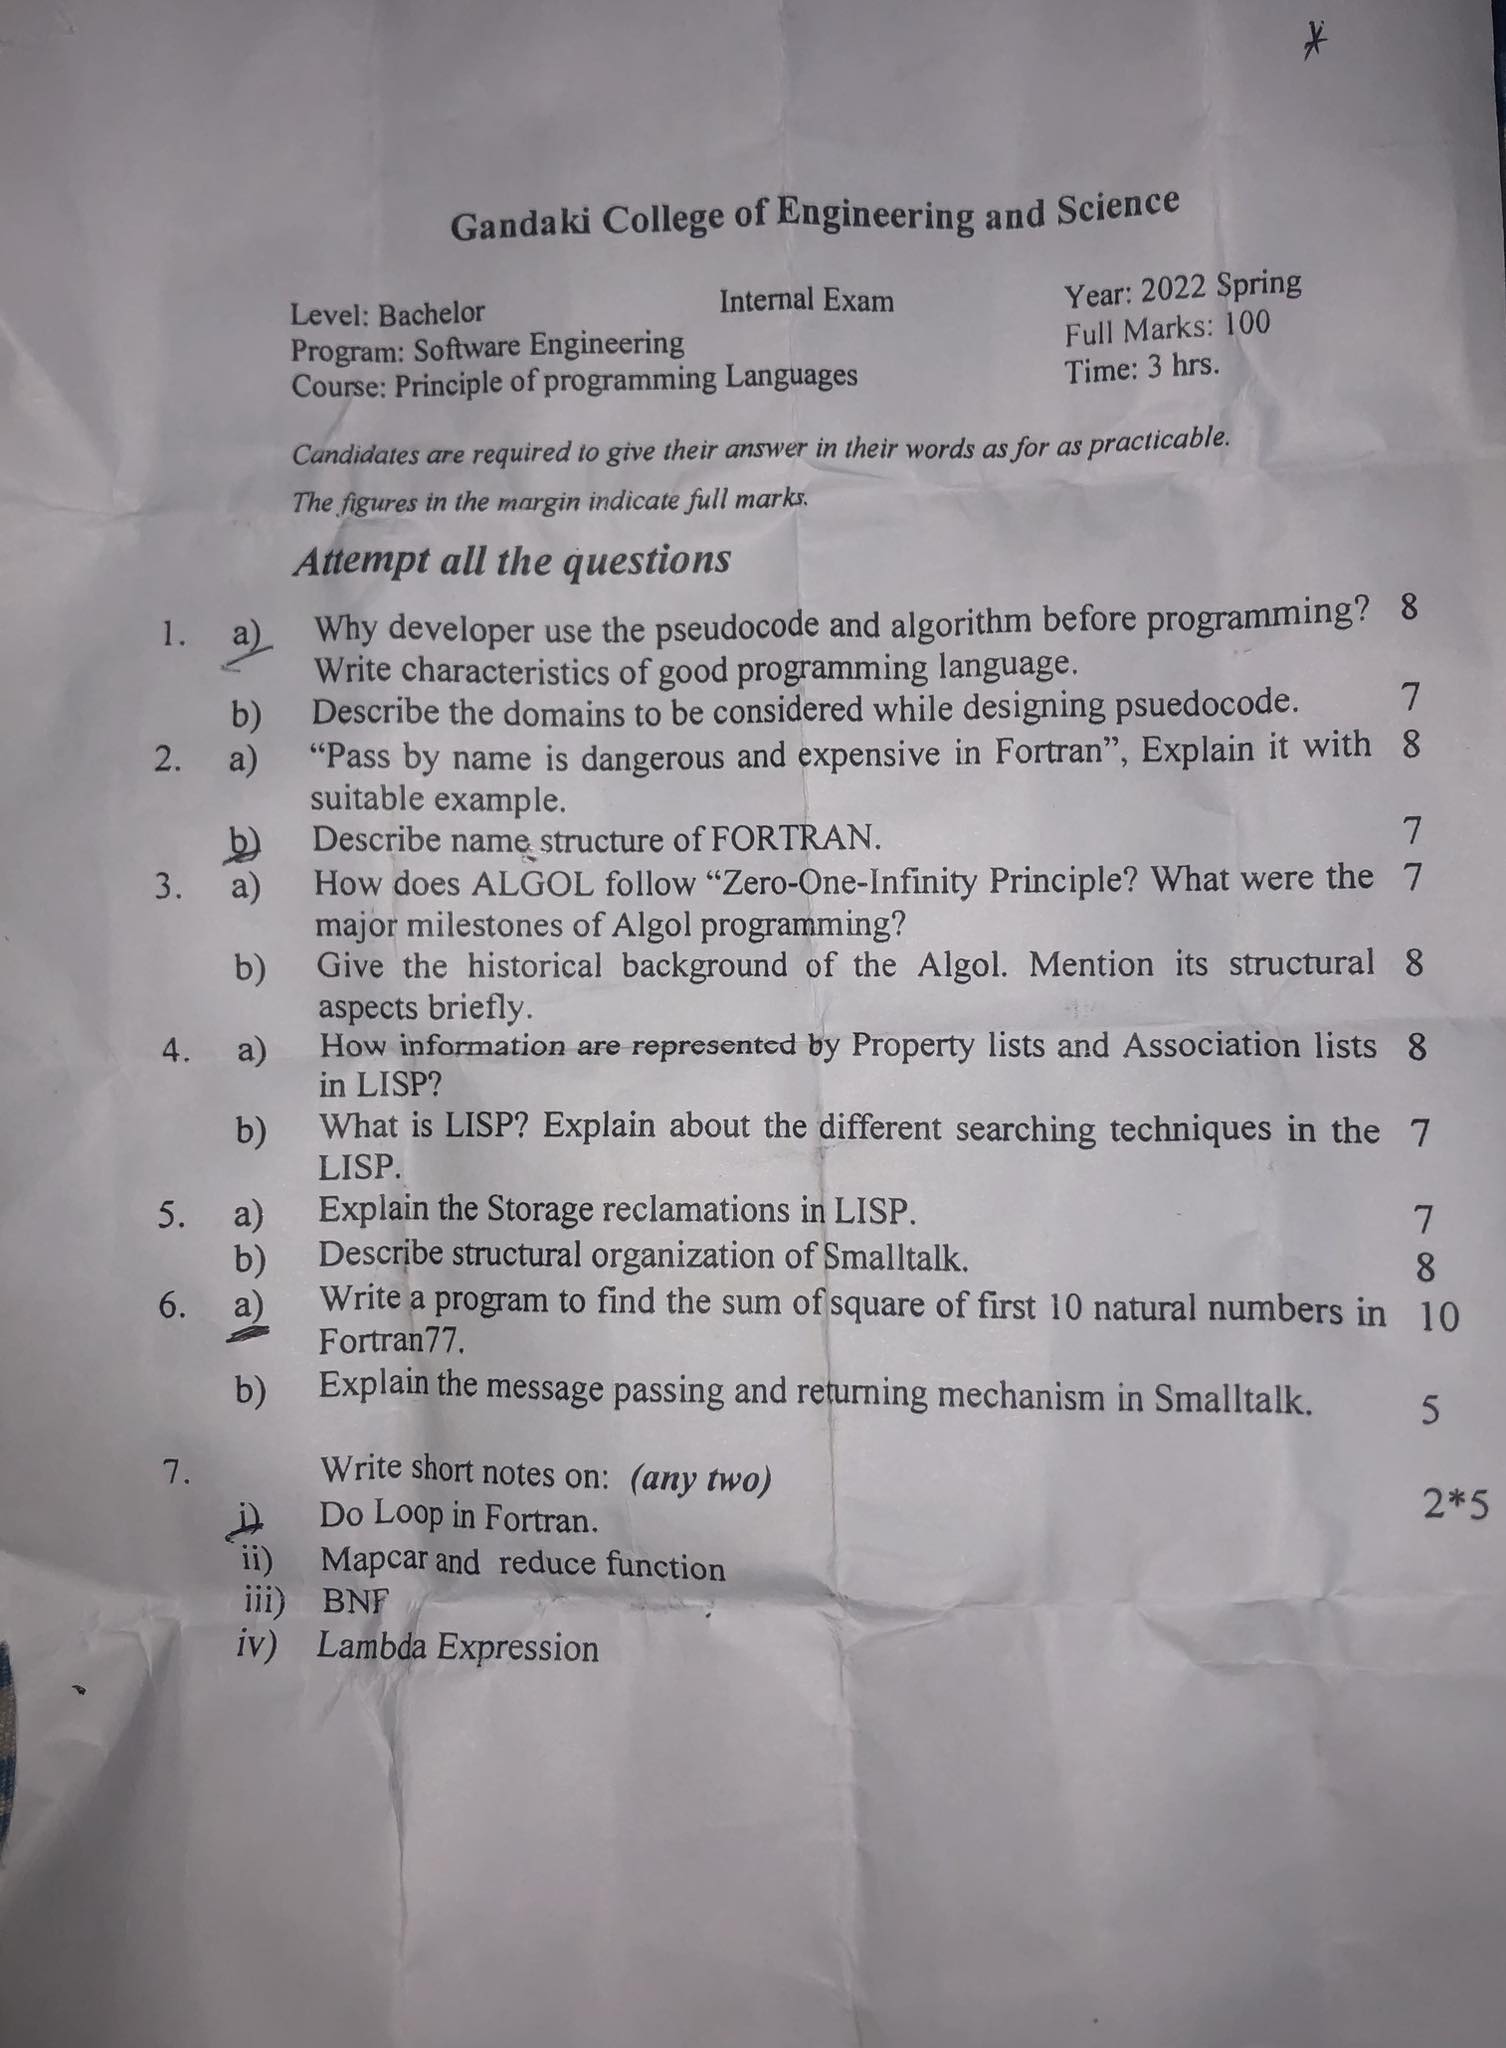 Gandaki College of Engineering and Science
Level: Bachelor Internal Exam Year: 2022 Spring
Program: Software Engineering Full Marks: 100
Course: Principle of programming Languages Time: 3 hrs.
Candidates are required to give their answer in their words as for as practicable.
The figures in the margin indicate full marks.
Attempt all the questions
1. a) Why developer use the pseudocode and algorithm before programming? 8
Write characteristics of good programming language.
b) Describe the domains to be considered while designing psuedocode. 7
2. a) “Pass by name is dangerous and expensive in Fortran”, Explain it with 8
suitable example.
b) Describe name structure of FORTRAN. 7
3. a) How does ALGOL follow “Zero-One-Infinity Principle? What were the 7
major milestones of Algol programming?
b) Give the historical background of the Algol. Mention its structural 8
aspects briefly.
4. a) How information are represented by Property lists and Association lists 8
in LISP?
b) What is LISP? Explain about the different searching techniques in the 7
LISP.
5. a) Explain the Storage reclamations in LISP. 7
b) Describe structural organization of Smalltalk. 8
6. a) Write a program to find the sum of square of first 10 natural numbers in 10
Fortran77.
b) Explain the message passing and returning mechanism in Smalltalk. 5
7. Write short notes on: (any two) 2*5
i) Do Loop in Fortran.
ii) Mapcar and reduce function
iii) BNF
iv) Lambda Expression